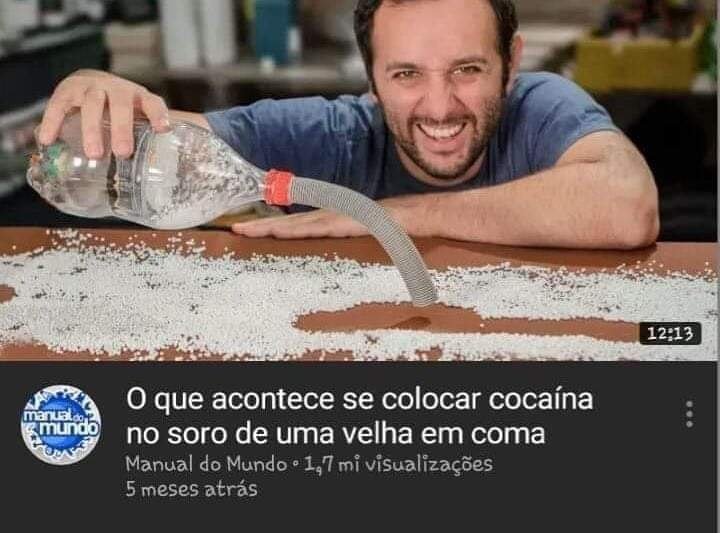 12:13
manual do
mundo
O que acontece se colocar cocaína
no soro de uma velha em coma
Manual do Mundo • 1,7 mi visualizações
5 meses atrás